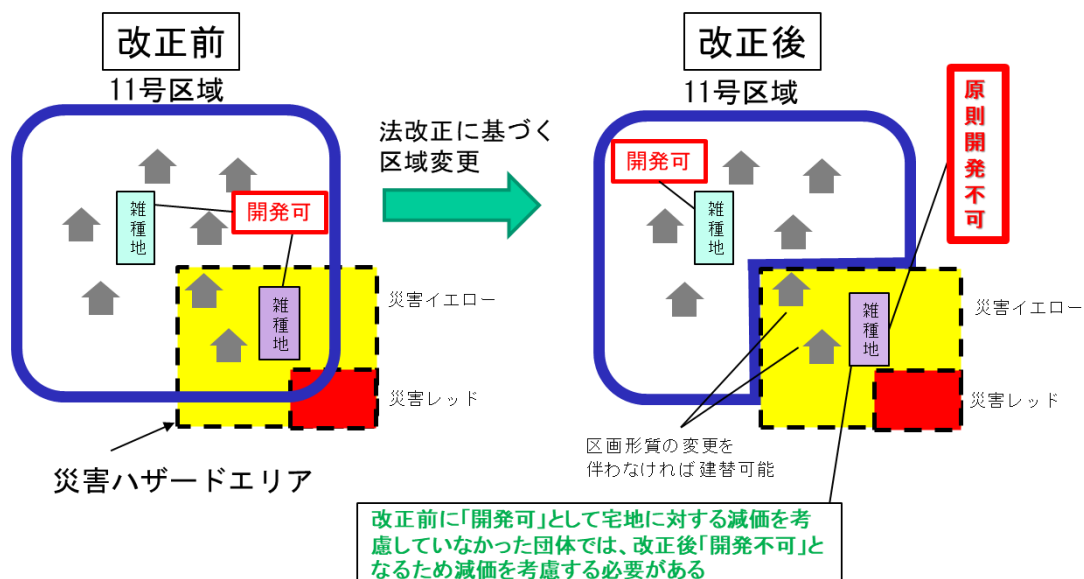 改正前
11号区域
開発可
雑種地
雑種地
災害イエロー
災害レッド
災害ハザードエリア
法改正に基づく
区域変更
改正後
11号区域
開発可
雑種地
雑種地
原則開発不可
災害イエロー
災害レッド
区画形質の変更を
伴わなければ建替可能
改正前に「開発可」として宅地に対する減価を考
慮していなかった団体では、改正後「開発不可」と
なるため減価を考慮する必要がある